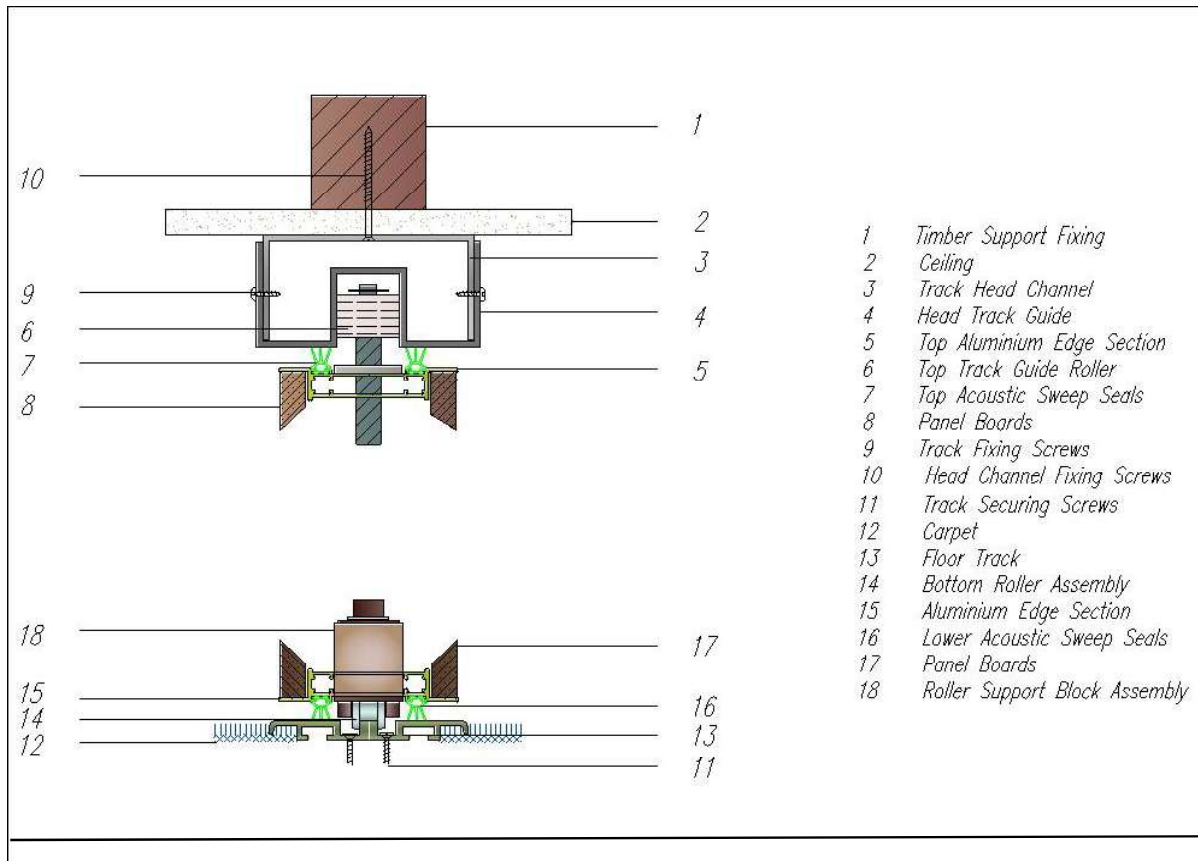 1
10
2
3
9
4
6
7
5
8
18
17
15
16
14
13
12
11
1 Timber Support Fixing
2 Ceiling
3 Track Head Channel
4 Head Track Guide
5 Top Aluminium Edge Section
6 Top Track Guide Roller
7 Top Acoustic Sweep Seals
8 Panel Boards
9 Track Fixing Screws
10 Head Channel Fixing Screws
11 Track Securing Screws
12 Carpet
13 Floor Track
14 Bottom Roller Assembly
15 Aluminium Edge Section
16 Lower Acoustic Sweep Seals
17 Panel Boards
18 Roller Support Block Assembly